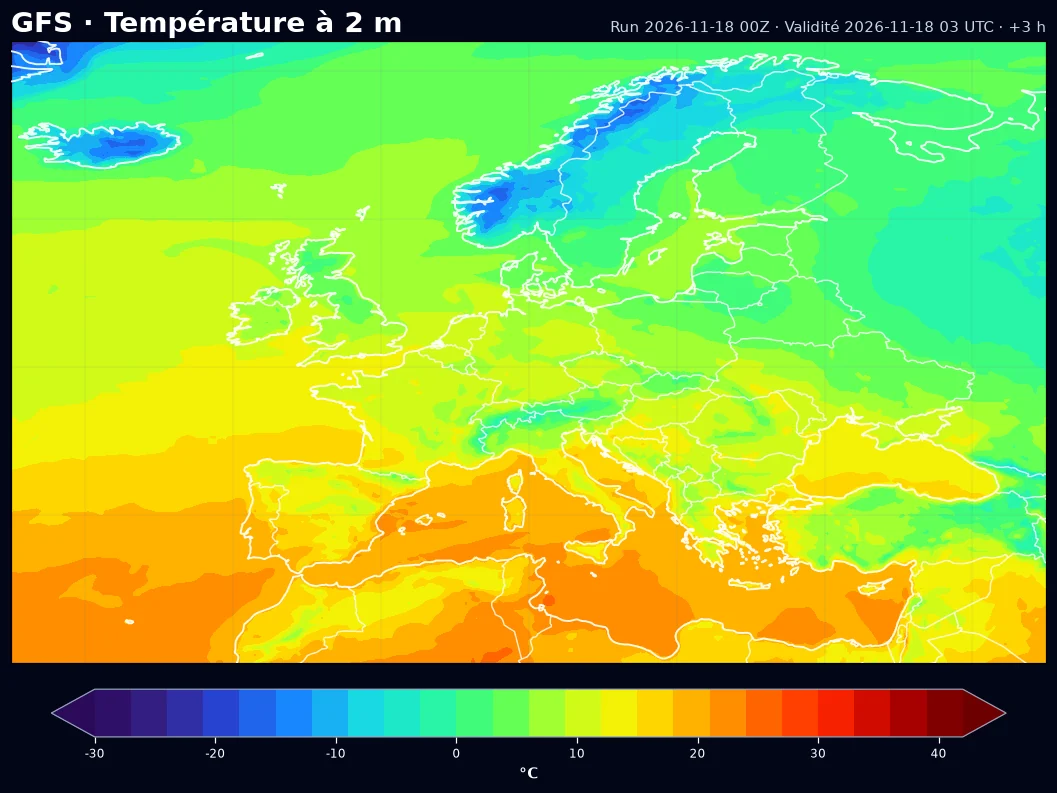 GFS · Température à 2 m
Run 2026-11-18 00Z · Validité 2026-11-18 03 UTC · +3 h
-30 -20 -10 0 10 20 30 40
°C